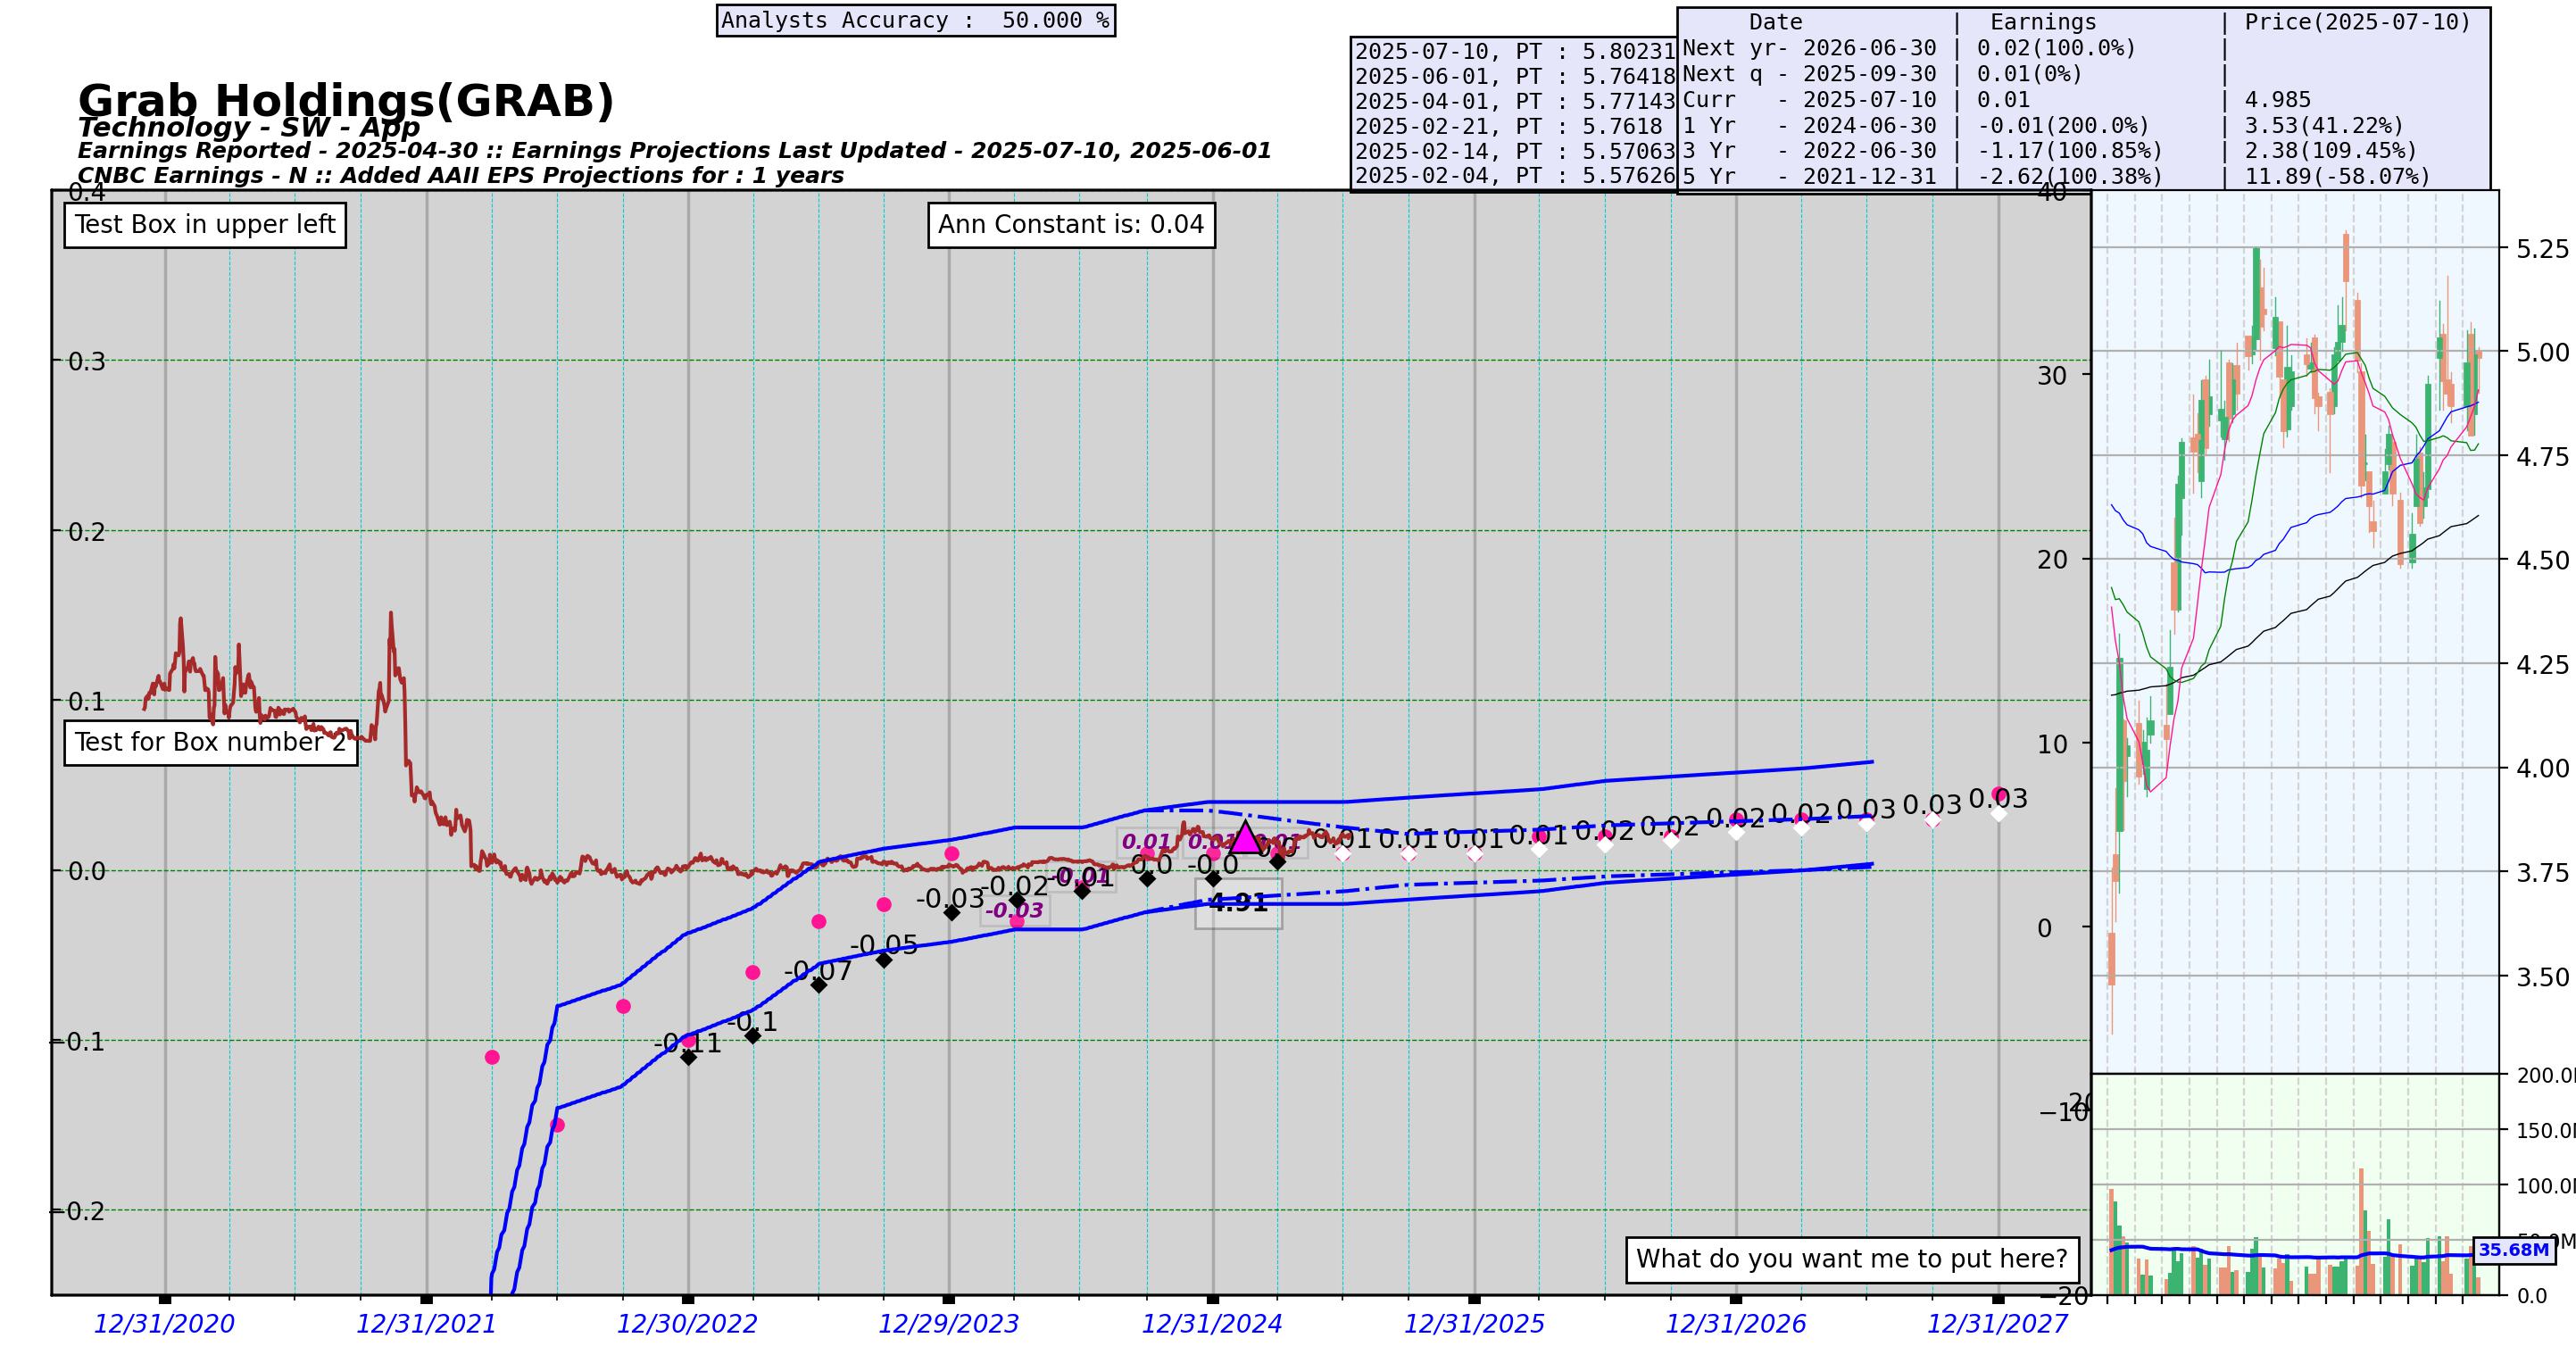 Analysts Accuracy :  50.000 %
Grab Holdings(GRAB)
Technology - SW - App
Earnings Reported - 2025-04-30 :: Earnings Projections Last Updated - 2025-07-10, 2025-06-01
CNBC Earnings - N :: Added AAII EPS Projections for : 1 years
2025-07-10, PT : 5.80231
2025-06-01, PT : 5.76418
2025-04-01, PT : 5.77143
2025-02-21, PT : 5.7618
2025-02-14, PT : 5.57063
2025-02-04, PT : 5.57626
Date | Earnings | Price(2025-07-10)
Next yr- 2026-06-30 | 0.02(100.0%) |
Next q - 2025-09-30 | 0.01(0%) |
Curr - 2025-07-10 | 0.01 | 4.985
1 Yr - 2024-06-30 | -0.01(200.0%) | 3.53(41.22%)
3 Yr - 2022-06-30 | -1.17(100.85%) | 2.38(109.45%)
5 Yr - 2021-12-31 | -2.62(100.38%) | 11.89(-58.07%)
Test Box in upper left
Ann Constant is: 0.04
Test for Box number 2
What do you want me to put here?
0.4
0.3
0.2
0.1
0.0
−0.1
−0.2
-0.11
-0.1
-0.07
-0.05
-0.03
-0.02
-0.03
-0.01
-0.01
0.0
-0.0
0.0
0.01
0.01
0.01
4.91
0.01
0.01
0.01
0.01
0.02
0.02
0.02
0.02
0.03
0.03
0.03
40
30
20
10
0
−10
−20
5.25
5.00
4.75
4.50
4.25
4.00
3.75
3.50
200.0
150.0
100.0
35.68M
0.0
12/31/2020
12/31/2021
12/30/2022
12/29/2023
12/31/2024
12/31/2025
12/31/2026
12/31/2027